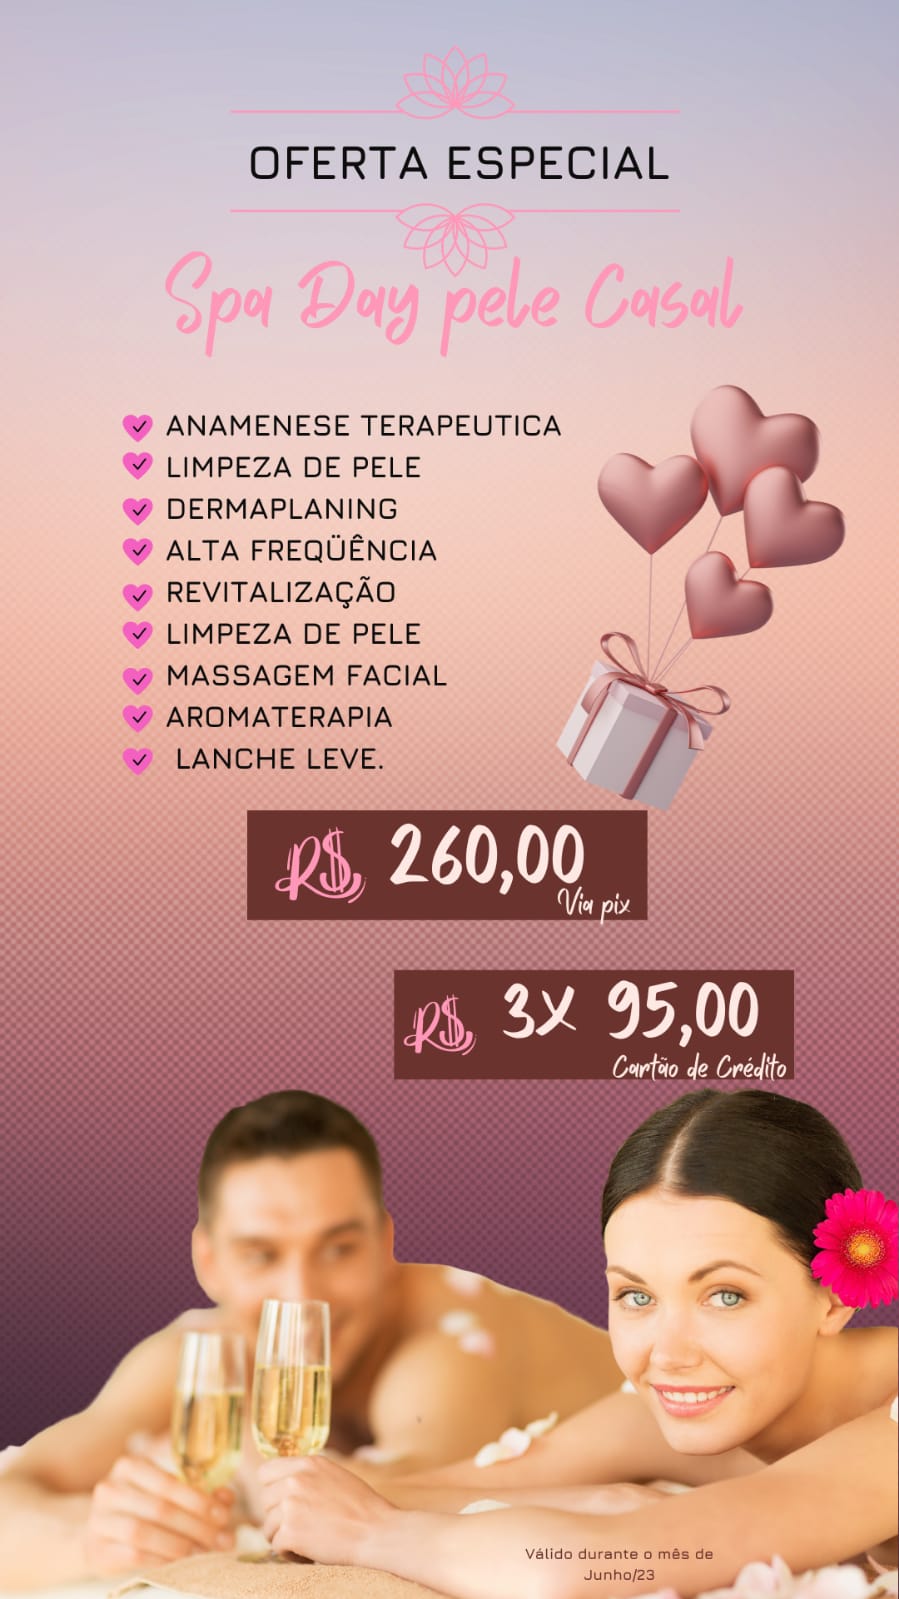 OFERTA ESPECIAL
Spa Day pele Casal
ANAMENESE TERAPEUTICA
LIMPEZA DE PELE
DERMAPLANING
ALTA FREQÜÊNCIA
REVITALIZAÇÃO
LIMPEZA DE PELE
MASSAGEM FACIAL
AROMATERAPIA
LANCHE LEVE.
R$ 260,00
Via pix
R$ 3X 95,00
Cartão de Crédito
Válido durante o mês de
Junho/23